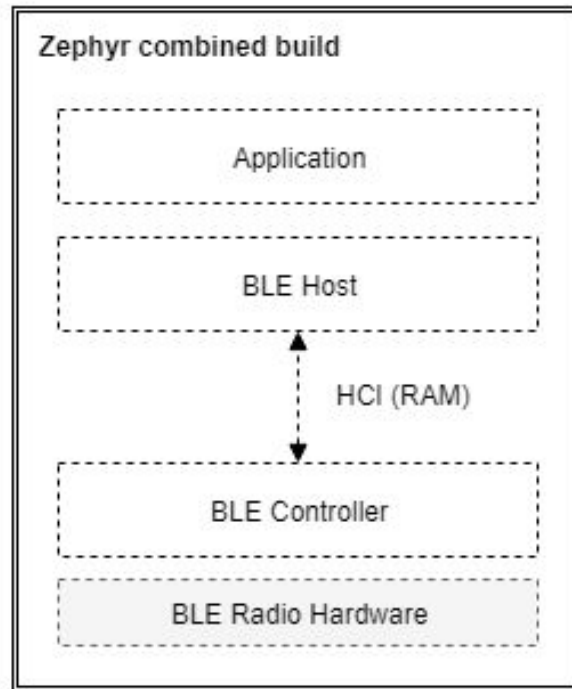 Zephyr combined build
Application
BLE Host
HCI (RAM)
BLE Controller
BLE Radio Hardware